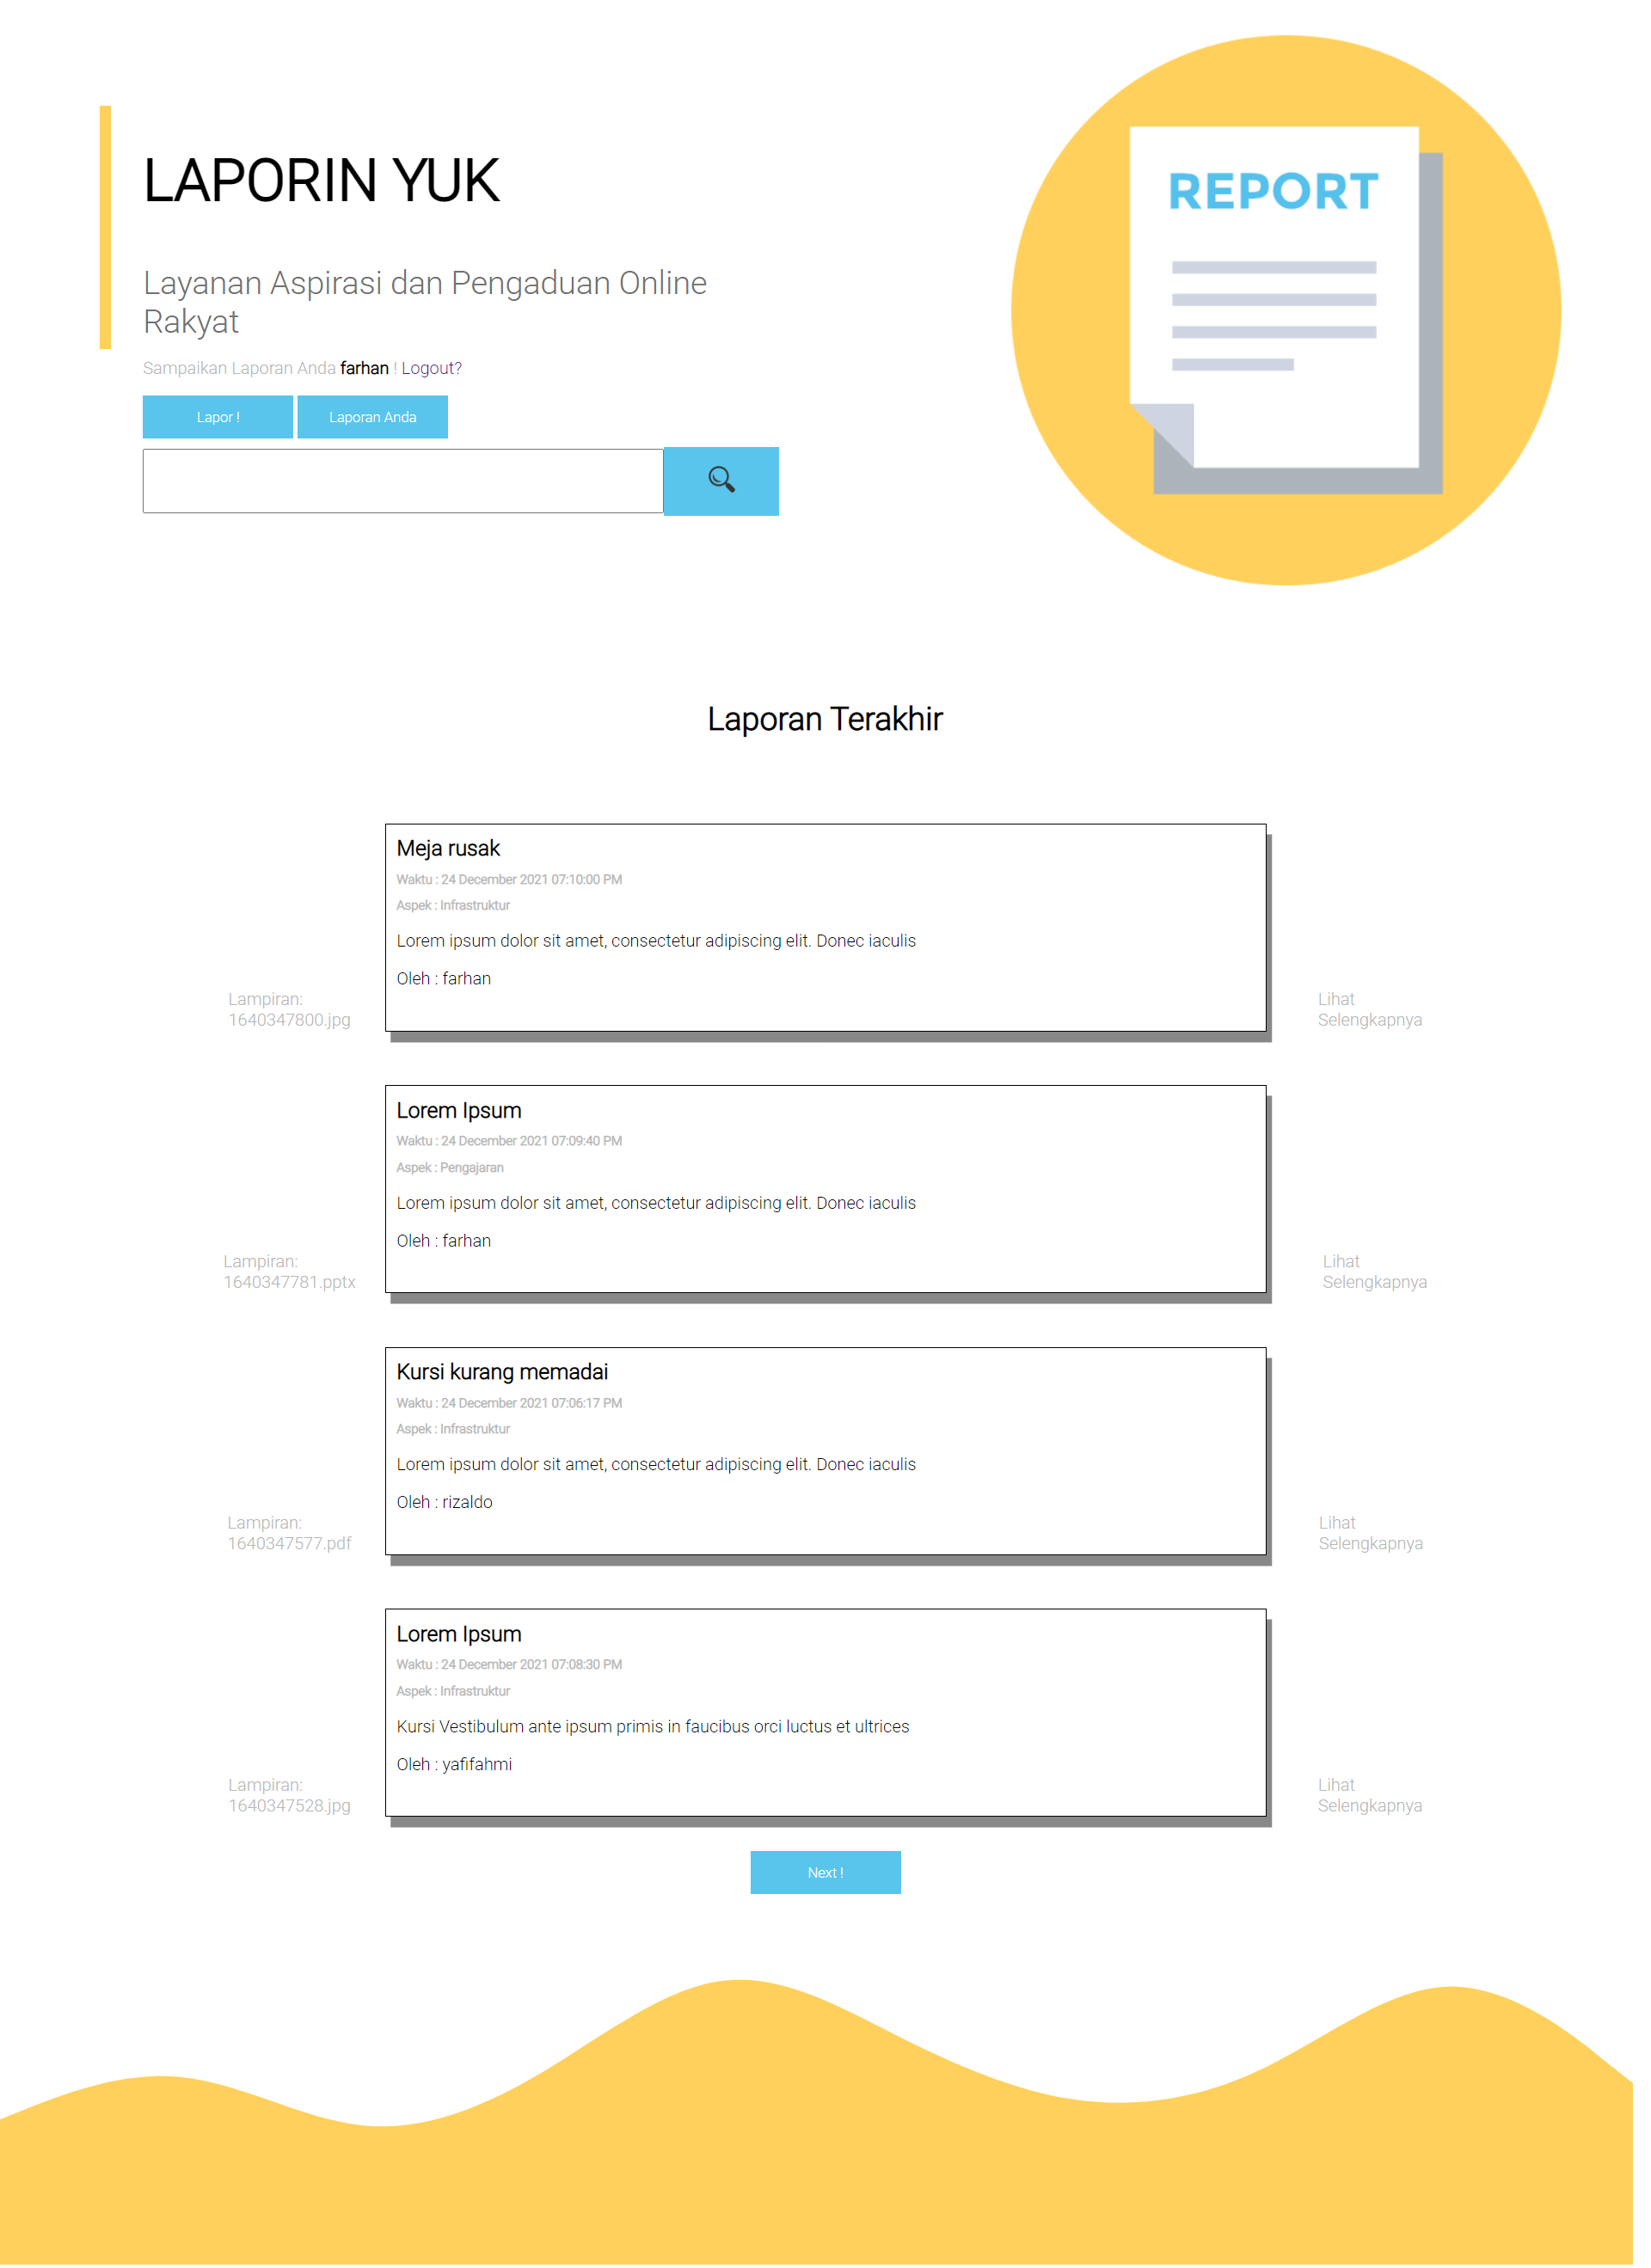 LAPORIN YUK
REPORT
Layanan Aspirasi dan Pengaduan Online
Rakyat
Sampaikan Laporan Anda farhan ! Logout?
Lapor !
Laporan Anda
Laporan Terakhir
Meja rusak
Waktu : 24 December 2021 07:10:00 PM
Aspek : Infrastruktur
Lorem ipsum dolor sit amet, consectetur adipiscing elit. Donec iaculis
Oleh : farhan
Lampiran:
1640347800.jpg
Lihat
Selengkapnya
Lorem Ipsum
Waktu : 24 December 2021 07:09:40 PM
Aspek : Pengajaran
Lorem ipsum dolor sit amet, consectetur adipiscing elit. Donec iaculis
Oleh : farhan
Lampiran:
1640347781.pptx
Lihat
Selengkapnya
Kursi kurang memadai
Waktu : 24 December 2021 07:06:17 PM
Aspek : Infrastruktur
Lorem ipsum dolor sit amet, consectetur adipiscing elit. Donec iaculis
Oleh : rizaldo
Lampiran:
1640347577.pdf
Lihat
Selengkapnya
Lorem Ipsum
Waktu : 24 December 2021 07:08:30 PM
Aspek : Infrastruktur
Kursi Vestibulum ante ipsum primis in faucibus orci luctus et ultrices
Oleh : yafifahmi
Lampiran:
1640347528.jpg
Lihat
Selengkapnya
Next !